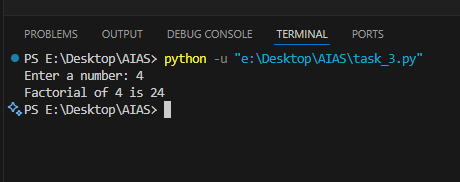 PROBLEMS OUTPUT DEBUG CONSOLE TERMINAL PORTS
PS E:\Desktop\AIAS> python -u "e:\Desktop\AIAS\task_3.py"
Enter a number: 4
Factorial of 4 is 24
PS E:\Desktop\AIAS>